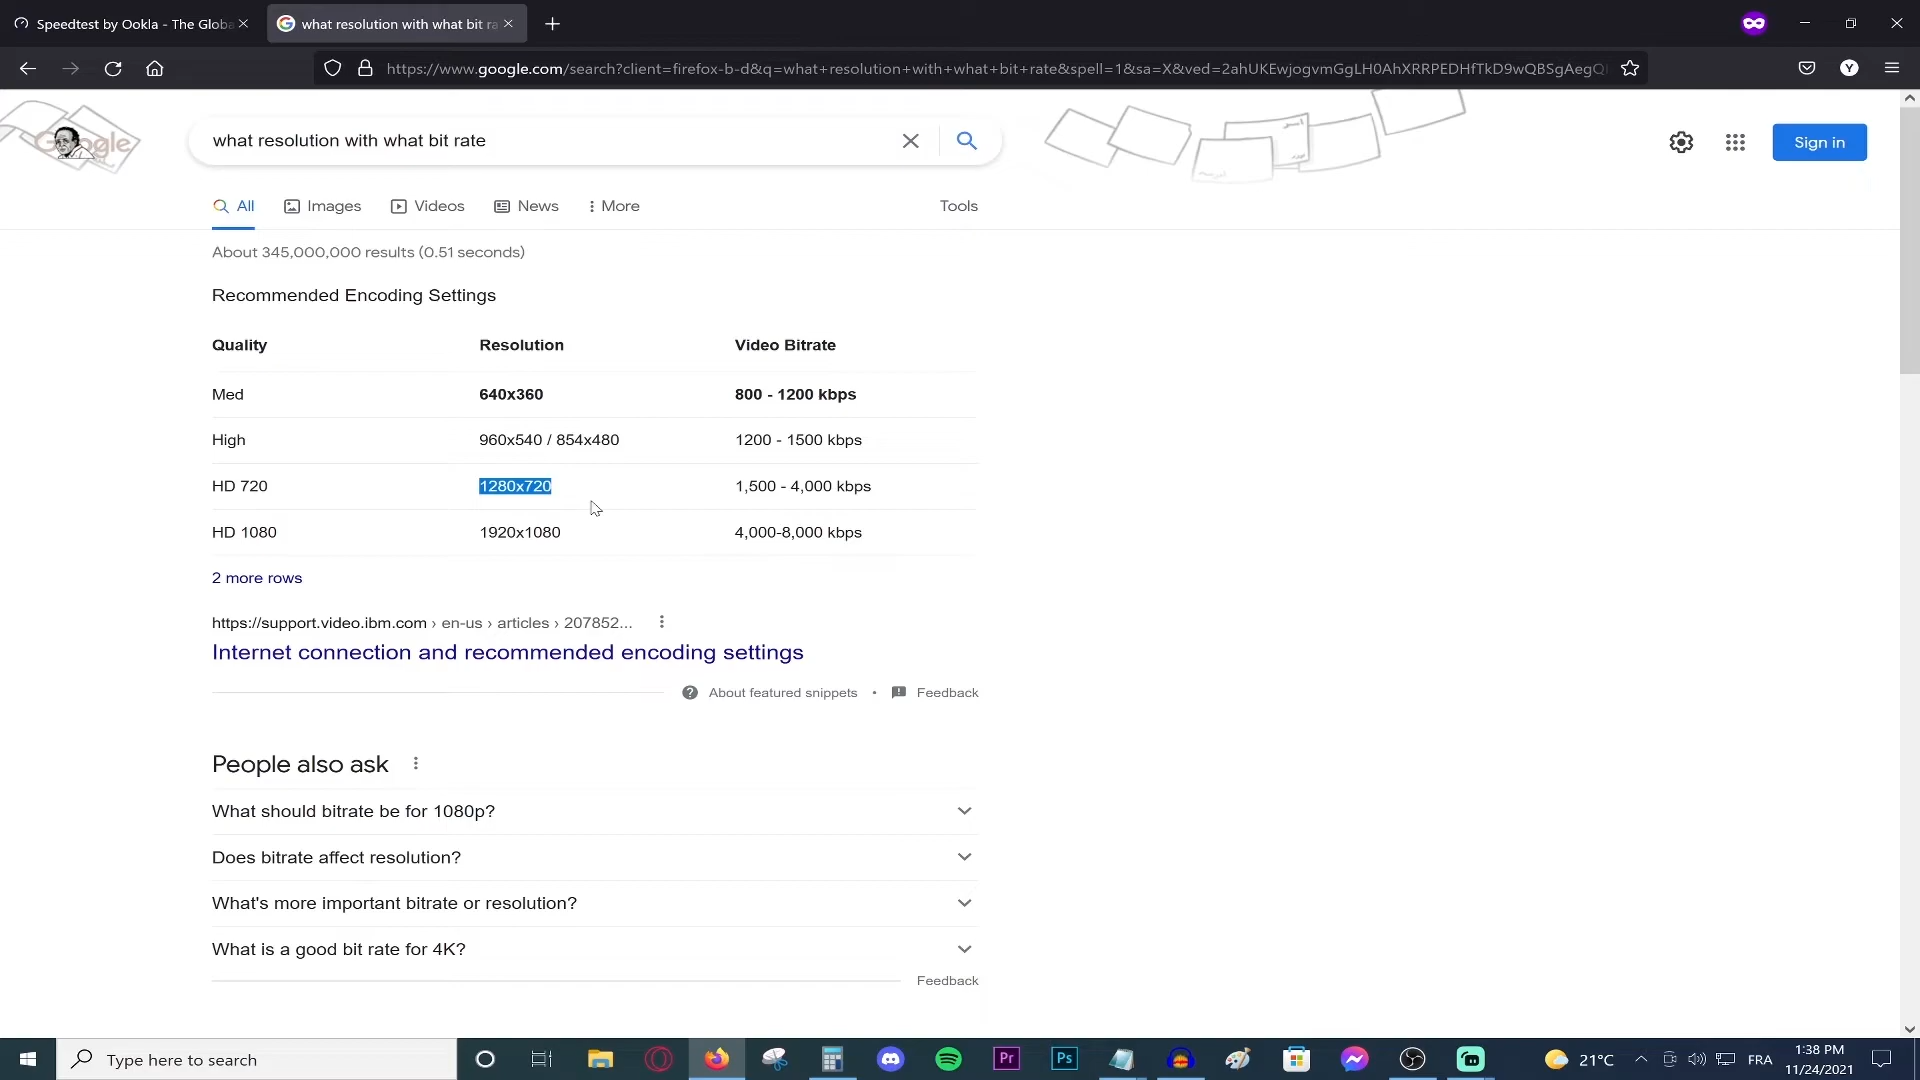 Speedtest by Ookla - The Globa
what resolution with what bit ra
https://www.google.com/search?client=firefox-b-d&q=what+resolution+with+what+bit+rate&spell=1&sa=X&ved=2ahUKEwjogvmGgLH0AhXRRPEDHfTkD9wQBSgAegQI
Y
Google
what resolution with what bit rate
Sign in
All
Images
Videos
News
More
Tools
About 345,000,000 results (0.51 seconds)
Recommended Encoding Settings
Quality Resolution Video Bitrate
Med 640x360 800 - 1200 kbps
High 960x540 / 854x480 1200 - 1500 kbps
HD 720 1280x720 1,500 - 4,000 kbps
HD 1080 1920x1080 4,000-8,000 kbps
2 more rows
https://support.video.ibm.com › en-us › articles › 207852...
Internet connection and recommended encoding settings
About featured snippets • Feedback
People also ask
What should bitrate be for 1080p?
Does bitrate affect resolution?
What's more important bitrate or resolution?
What is a good bit rate for 4K?
Feedback
Type here to search
Pr
Ps
21°C
FRA
1:38 PM
11/24/2021